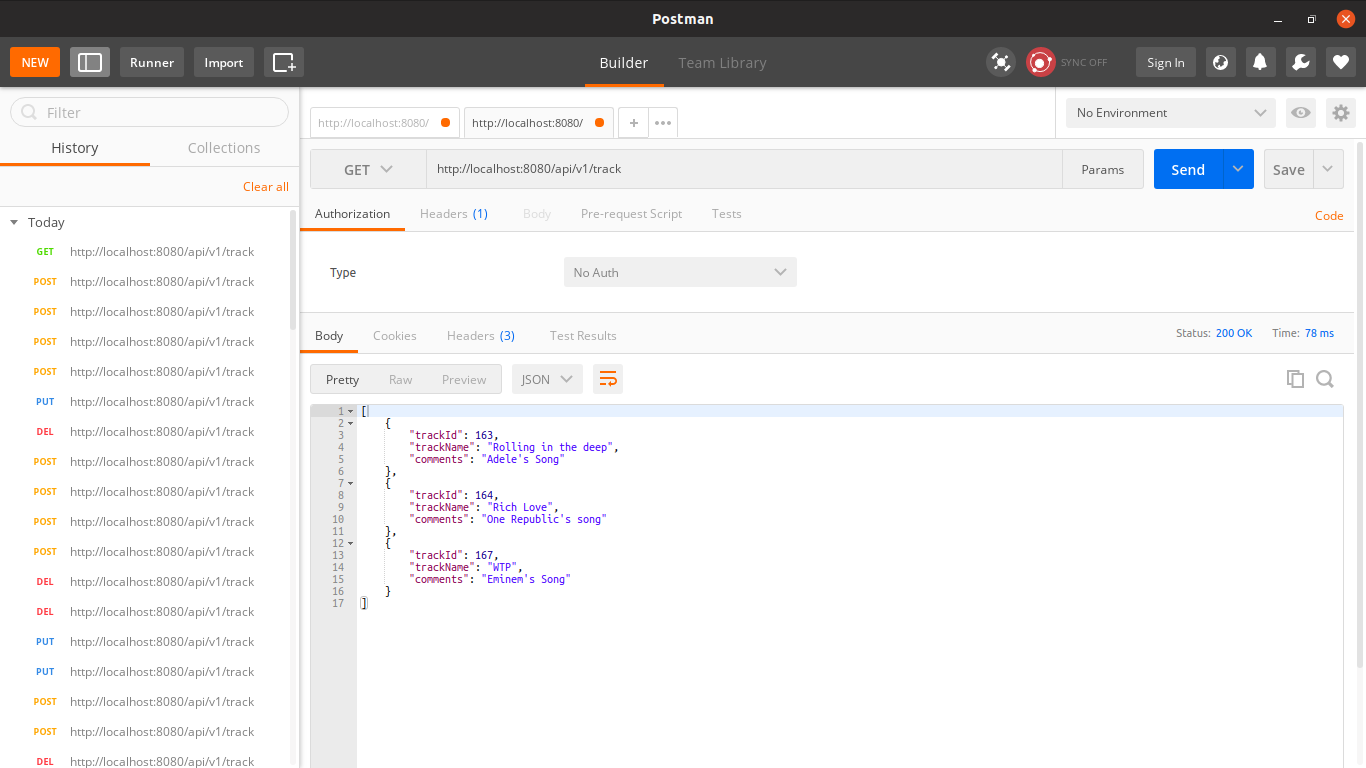 Postman
NEW Runner Import Builder Team Library SYNC OFF Sign In
Filter
History Collections
Clear all
Today
GET http://localhost:8080/api/v1/track
POST http://localhost:8080/api/v1/track
POST http://localhost:8080/api/v1/track
POST http://localhost:8080/api/v1/track
POST http://localhost:8080/api/v1/track
PUT http://localhost:8080/api/v1/track
DEL http://localhost:8080/api/v1/track
POST http://localhost:8080/api/v1/track
POST http://localhost:8080/api/v1/track
POST http://localhost:8080/api/v1/track
POST http://localhost:8080/api/v1/track
DEL http://localhost:8080/api/v1/track
DEL http://localhost:8080/api/v1/track
PUT http://localhost:8080/api/v1/track
PUT http://localhost:8080/api/v1/track
POST http://localhost:8080/api/v1/track
POST http://localhost:8080/api/v1/track
DEL http://localhost:8080/api/v1/track
http://localhost:8080/ http://localhost:8080/ + ••• No Environment
GET http://localhost:8080/api/v1/track Params Send Save
Authorization Headers (1) Body Pre-request Script Tests Code
Type No Auth
Body Cookies Headers (3) Test Results Status: 200 OK Time: 78 ms
Pretty Raw Preview JSON
1 [
2 {
3 "trackId": 163,
4 "trackName": "Rolling in the deep",
5 "comments": "Adele's Song"
6 },
7 {
8 "trackId": 164,
9 "trackName": "Rich Love",
10 "comments": "One Republic's song"
11 },
12 {
13 "trackId": 167,
14 "trackName": "WTP",
15 "comments": "Eminem's Song"
16 }
17 ]